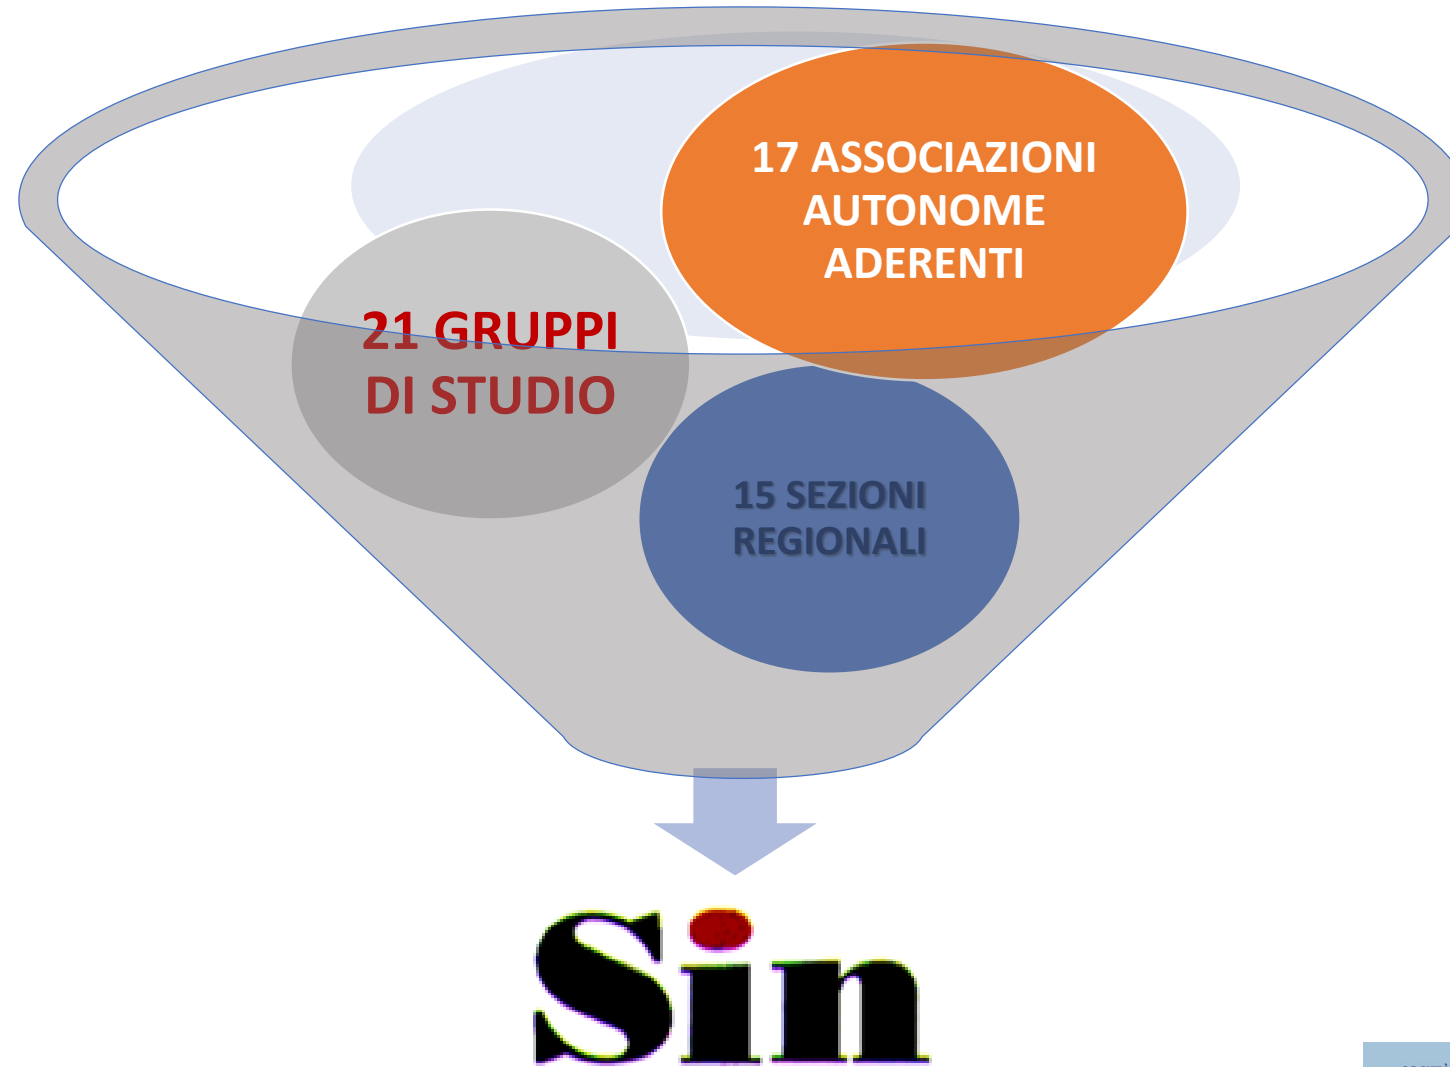 17 ASSOCIAZIONI
AUTONOME
ADERENTI
21 GRUPPI
DI STUDIO
15 SEZIONI
REGIONALI
Sin